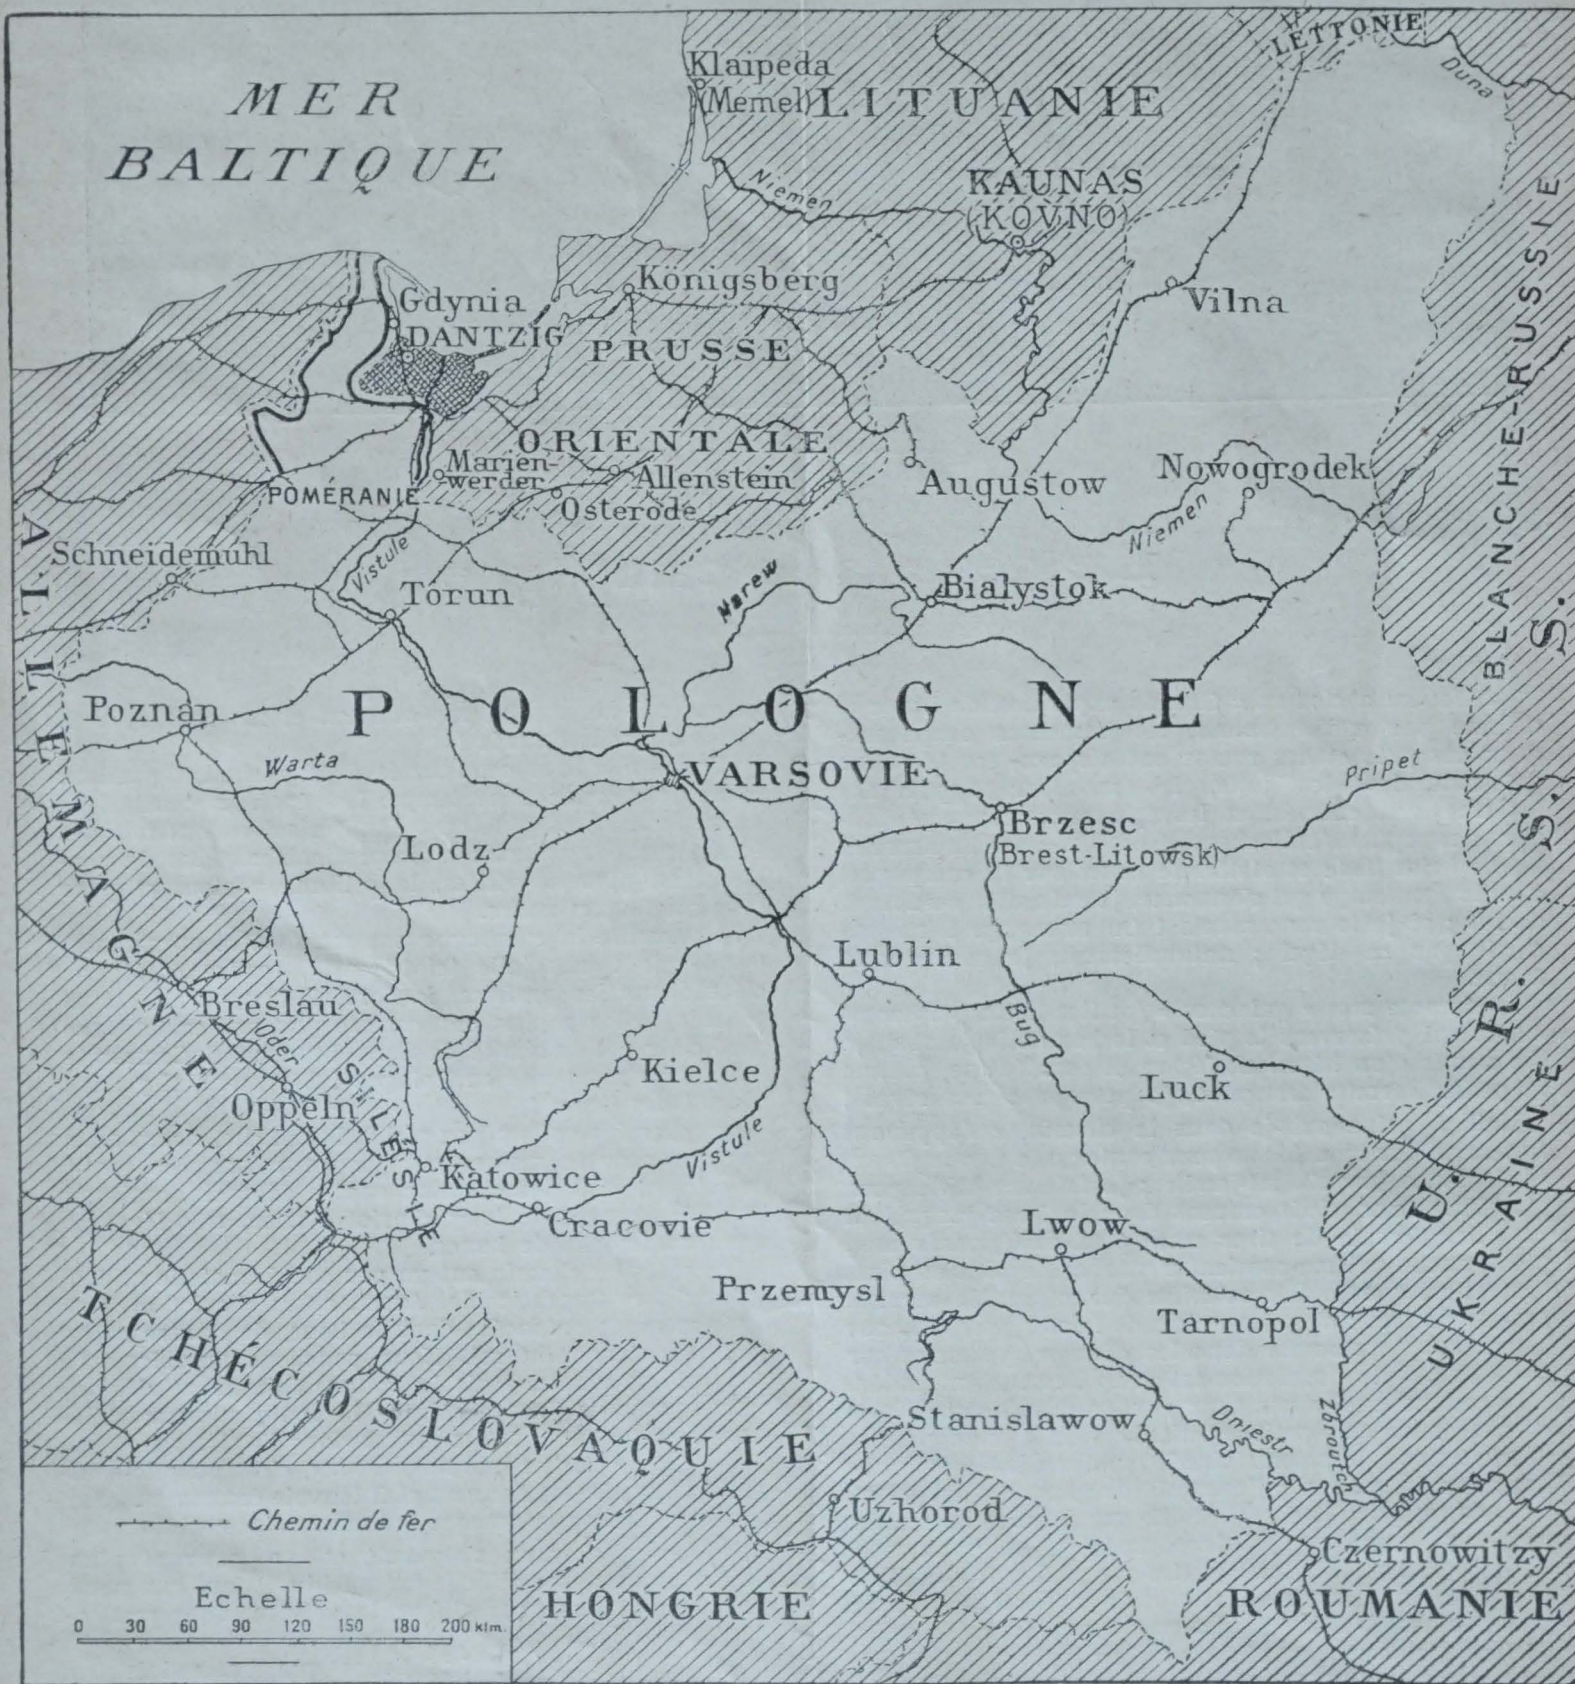 LETTONIE
Duna
MER
BALTIQUE
Klaipeda
(Memel)
LITUANIE
Niemen
KAUNAS
(KOVNO)
Königsberg
Vilna
Gdynia
DANTZIG
PRUSSE
ORIENTALE
BLANCHE-RUSSIE
Marien-
werder
Allenstein
Osterode
Augustow
Nowogrodek
Niemen
POMÉRANIE
Schneidemuhl
Vistule
Torun
Narew
Bialystok
ALLEMAGNE
U.R.S.S.
Poznan
POLOGNE
Warta
VARSOVIE
Pripet
Brzesc
(Brest-Litowsk)
Lodz
Lublin
Breslau
Oder
Bug
SILESIE
Kielce
Luck
Oppeln
Vistule
UKRAINE
Katowice
Cracovie
Lwow
Przemysl
Tarnopol
TCHÉCOSLOVAQUIE
Stanislawow
Dniestr
Zbroutch
Uzhorod
Czernowitzy
HONGRIE
ROUMANIE
Chemin de fer
Echelle
0 30 60 90 120 150 180 200 klm.